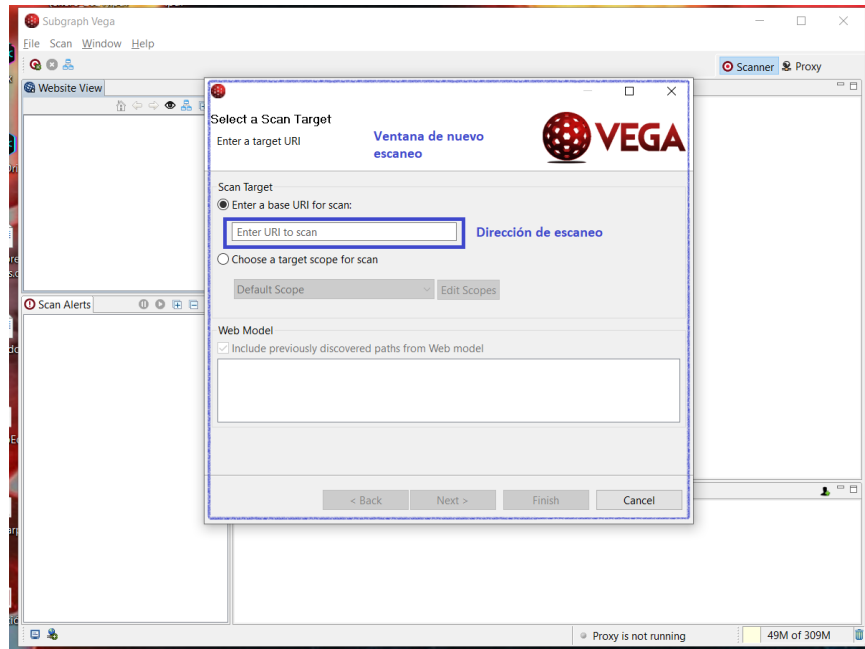 Subgraph Vega
File Scan Window Help
Scanner Proxy
Website View
Select a Scan Target
Enter a target URI
Ventana de nuevo
escaneo
VEGA
Scan Target
Enter a base URI for scan:
Enter URI to scan
Dirección de escaneo
Choose a target scope for scan
Default Scope Edit Scopes
Scan Alerts
Web Model
Include previously discovered paths from Web model
< Back Next > Finish Cancel
Proxy is not running 49M of 309M